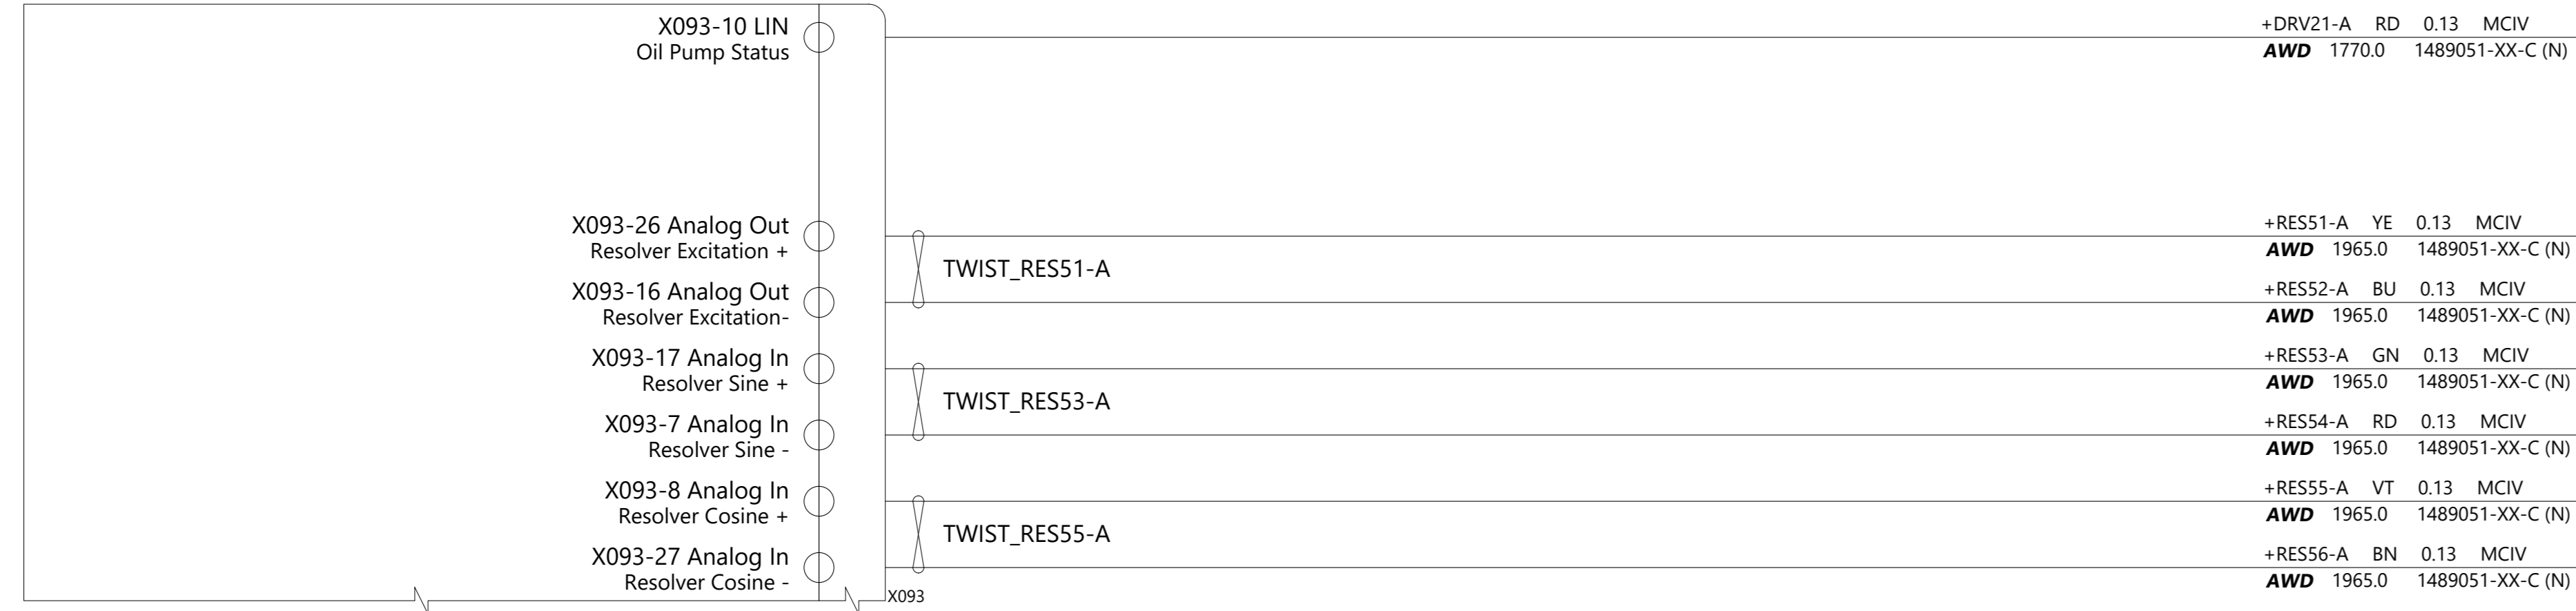 X093-10 LIN
Oil Pump Status
+DRV21-A RD 0.13 MCIV
AWD 1770.0 1489051-XX-C (N)
X093-26 Analog Out
Resolver Excitation +
+RES51-A YE 0.13 MCIV
AWD 1965.0 1489051-XX-C (N)
TWIST_RES51-A
X093-16 Analog Out
Resolver Excitation-
+RES52-A BU 0.13 MCIV
AWD 1965.0 1489051-XX-C (N)
X093-17 Analog In
Resolver Sine +
+RES53-A GN 0.13 MCIV
AWD 1965.0 1489051-XX-C (N)
TWIST_RES53-A
X093-7 Analog In
Resolver Sine -
+RES54-A RD 0.13 MCIV
AWD 1965.0 1489051-XX-C (N)
X093-8 Analog In
Resolver Cosine +
+RES55-A VT 0.13 MCIV
AWD 1965.0 1489051-XX-C (N)
TWIST_RES55-A
X093-27 Analog In
Resolver Cosine -
+RES56-A BN 0.13 MCIV
AWD 1965.0 1489051-XX-C (N)
X093